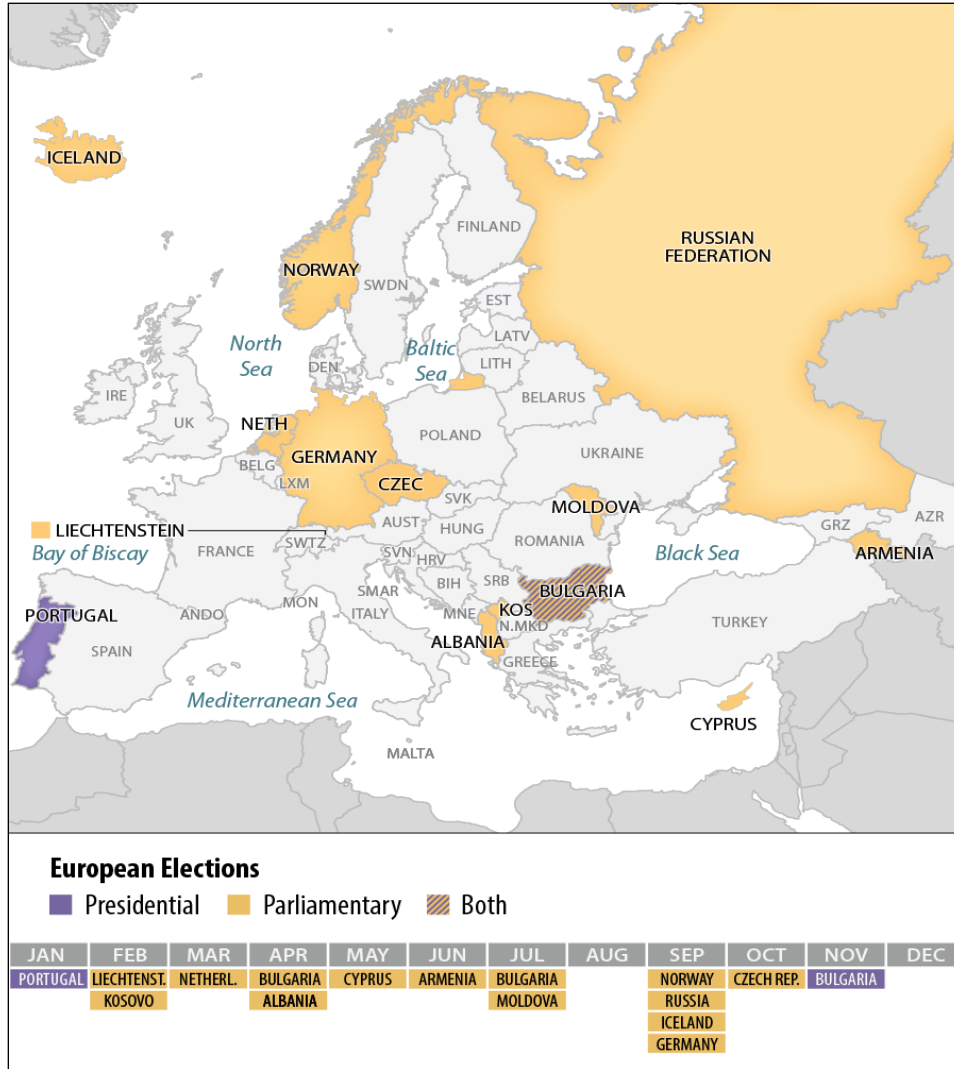 ICELAND
RUSSIAN
FEDERATION
FINLAND
NORWAY
SWDN
EST
North
Sea
Baltic
Sea
LATV
DEN
LITH
IRE
BELARUS
UK
NETH
POLAND
GERMANY
UKRAINE
BELG
LXM
CZEC
SVK
MOLDOVA
LIECHTENSTEIN
AUST
HUNG
GRZ
AZR
Bay of Biscay
FRANCE
SWTZ
ROMANIA
Black Sea
ARMENIA
SVN
HRV
BIH
SRB
BULGARIA
SMAR
MON
KOS
PORTUGAL
ANDO
ITALY
MNE
N.MKD
TURKEY
SPAIN
ALBANIA
GREECE
Mediterranean Sea
CYPRUS
MALTA
European Elections
Presidential Parliamentary Both
JAN FEB MAR APR MAY JUN JUL AUG SEP OCT NOV DEC
PORTUGAL LIECHTENST. NETHERL. BULGARIA CYPRUS ARMENIA BULGARIA NORWAY CZECH REP. BULGARIA
KOSOVO ALBANIA MOLDOVA RUSSIA
ICELAND
GERMANY